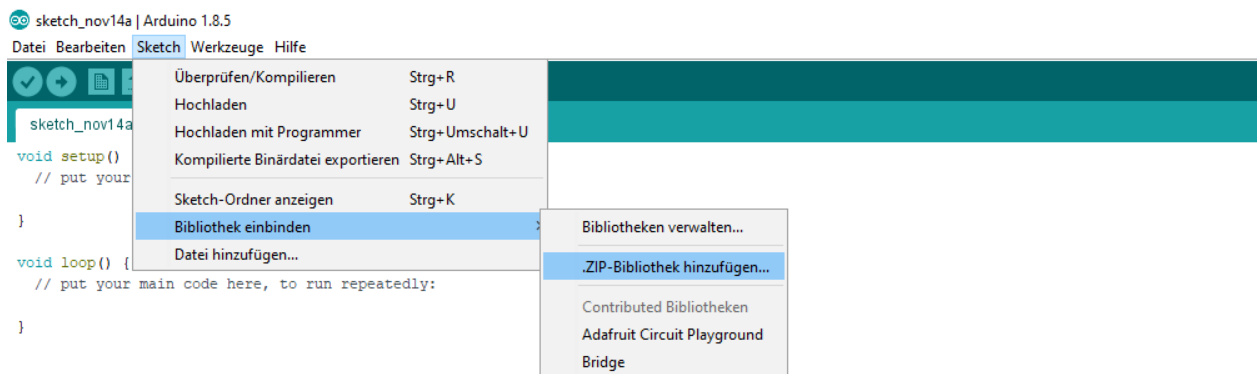 sketch_nov14a | Arduino 1.8.5
Datei Bearbeiten Sketch Werkzeuge Hilfe
Überprüfen/Kompilieren Strg+R
Hochladen Strg+U
Hochladen mit Programmer Strg+Umschalt+U
Kompilierte Binärdatei exportieren Strg+Alt+S
Sketch-Ordner anzeigen Strg+K
Bibliothek einbinden
Datei hinzufügen...
Bibliotheken verwalten...
.ZIP-Bibliothek hinzufügen...
Contributed Bibliotheken
Adafruit Circuit Playground
Bridge
sketch_nov14a
void setup()
// put your
}
void loop() {
// put your main code here, to run repeatedly:
}